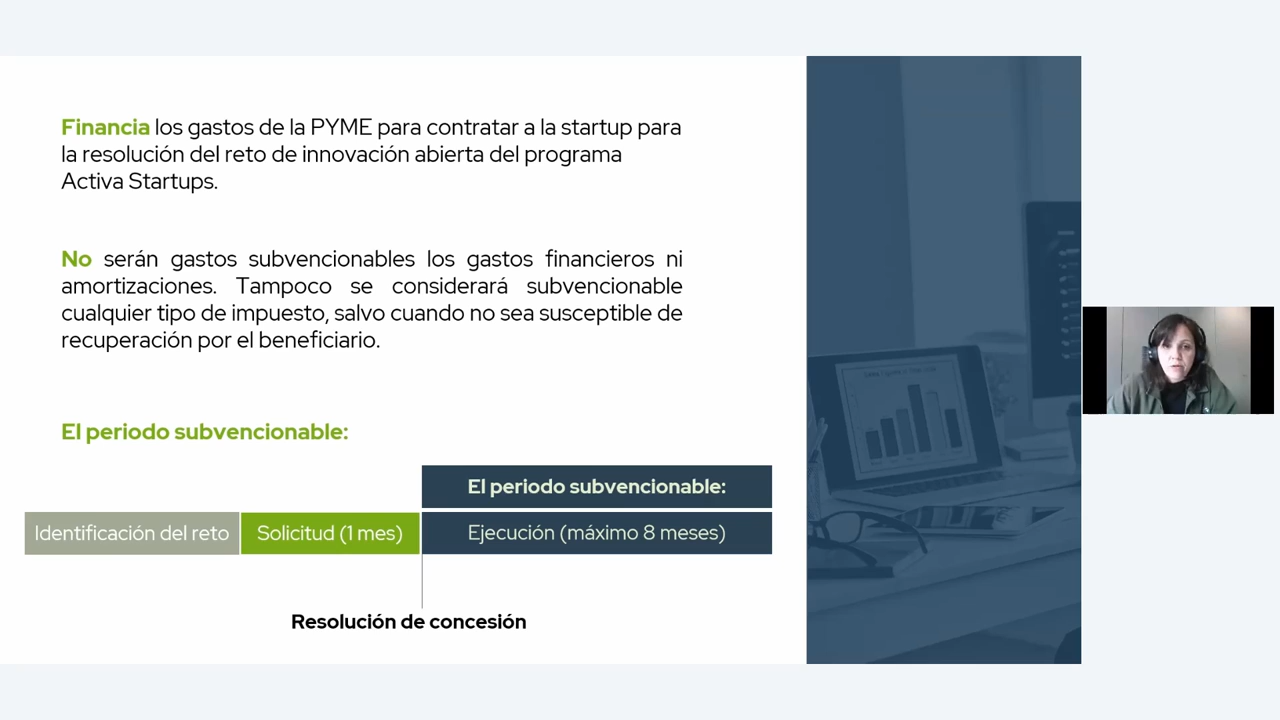 Financia los gastos de la PYME para contratar a la startup para
la resolución del reto de innovación abierta del programa
Activa Startups.
No serán gastos subvencionables los gastos financieros ni
amortizaciones. Tampoco se considerará subvencionable
cualquier tipo de impuesto, salvo cuando no sea susceptible de
recuperación por el beneficiario.
El periodo subvencionable:
El periodo subvencionable:
Identificación del reto
Solicitud (1 mes)
Ejecución (máximo 8 meses)
Resolución de concesión